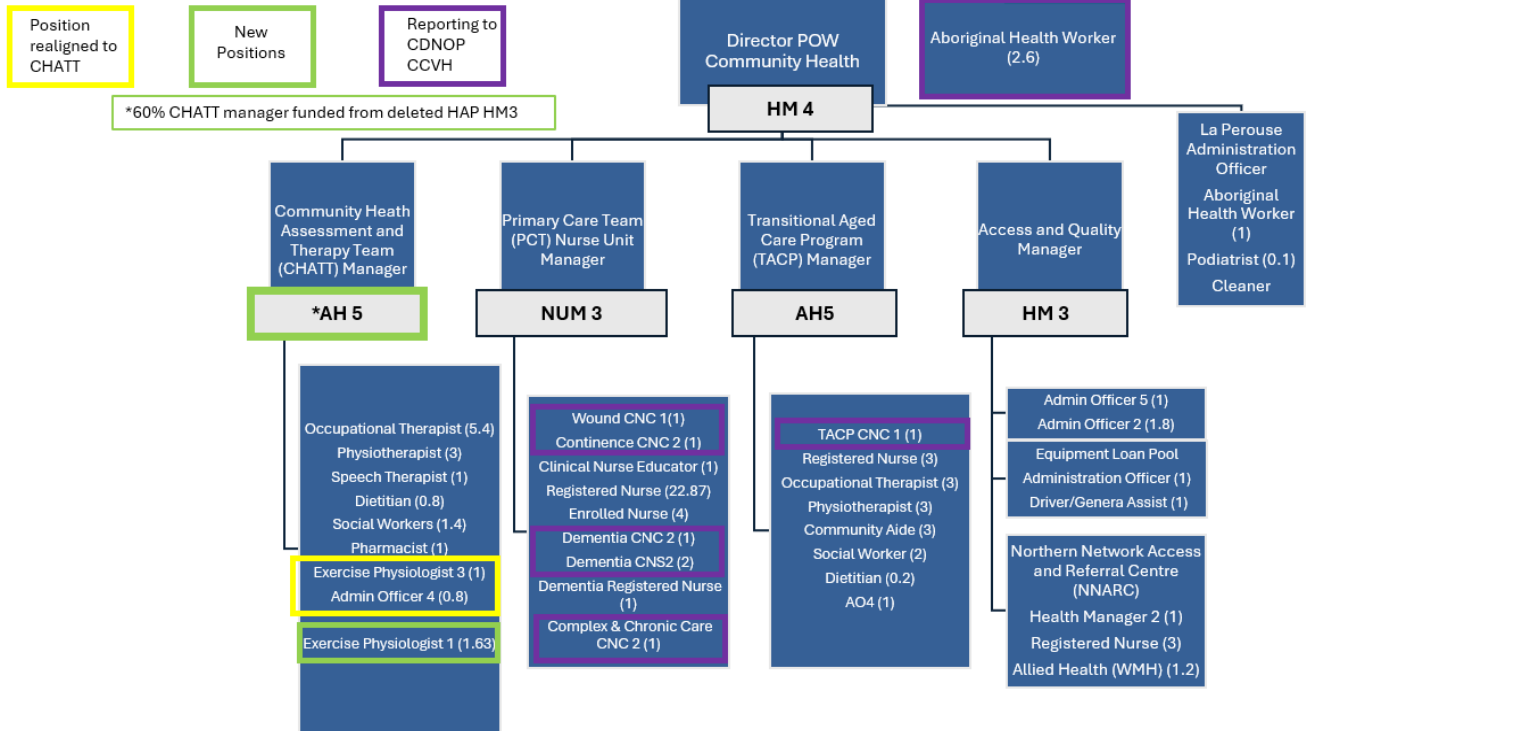 Position
realigned to
CHATT
New
Positions
Reporting to
CDNOP
CCVH
*60% CHATT manager funded from deleted HAP HM3
Director POW
Community Health
HM 4
Aboriginal Health Worker
(2.6)
La Perouse
Administration
Officer
Aboriginal
Health Worker
(1)
Podiatrist (0.1)
Cleaner
Community Heath
Assessment and
Therapy Team
(CHATT) Manager
*AH 5
Primary Care Team
(PCT) Nurse Unit
Manager
NUM 3
Transitional Aged
Care Program
(TACP) Manager
AH5
Access and Quality
Manager
HM 3
Occupational Therapist (5.4)
Physiotherapist (3)
Speech Therapist (1)
Dietitian (0.8)
Social Workers (1.4)
Pharmacist (1)
Exercise Physiologist 3 (1)
Admin Officer 4 (0.8)
Exercise Physiologist 1 (1.63)
Wound CNC 1(1)
Continence CNC 2 (1)
Clinical Nurse Educator (1)
Registered Nurse (22.87)
Enrolled Nurse (4)
Dementia CNC 2 (1)
Dementia CNS2 (2)
Dementia Registered Nurse
(1)
Complex & Chronic Care
CNC 2 (1)
TACP CNC 1 (1)
Registered Nurse (3)
Occupational Therapist (3)
Physiotherapist (3)
Community Aide (3)
Social Worker (2)
Dietitian (0.2)
AO4 (1)
Admin Officer 5 (1)
Admin Officer 2 (1.8)
Equipment Loan Pool
Administration Officer (1)
Driver/Genera Assist (1)
Northern Network Access
and Referral Centre
(NNARC)
Health Manager 2 (1)
Registered Nurse (3)
Allied Health (WMH) (1.2)